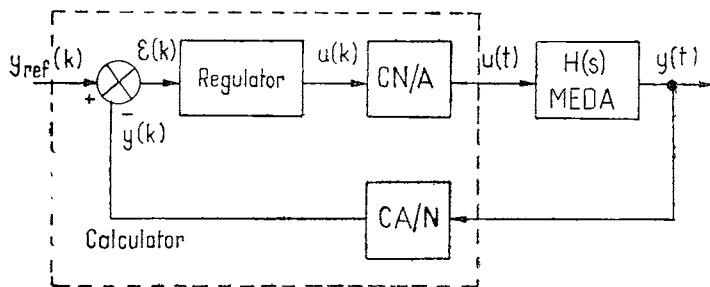 y_ref(k)
ε(k)
Regulator
u(k)
CN/A
u(t)
H(s)
MEDA
y(t)
+
−
y(k)
CA/N
Calculator